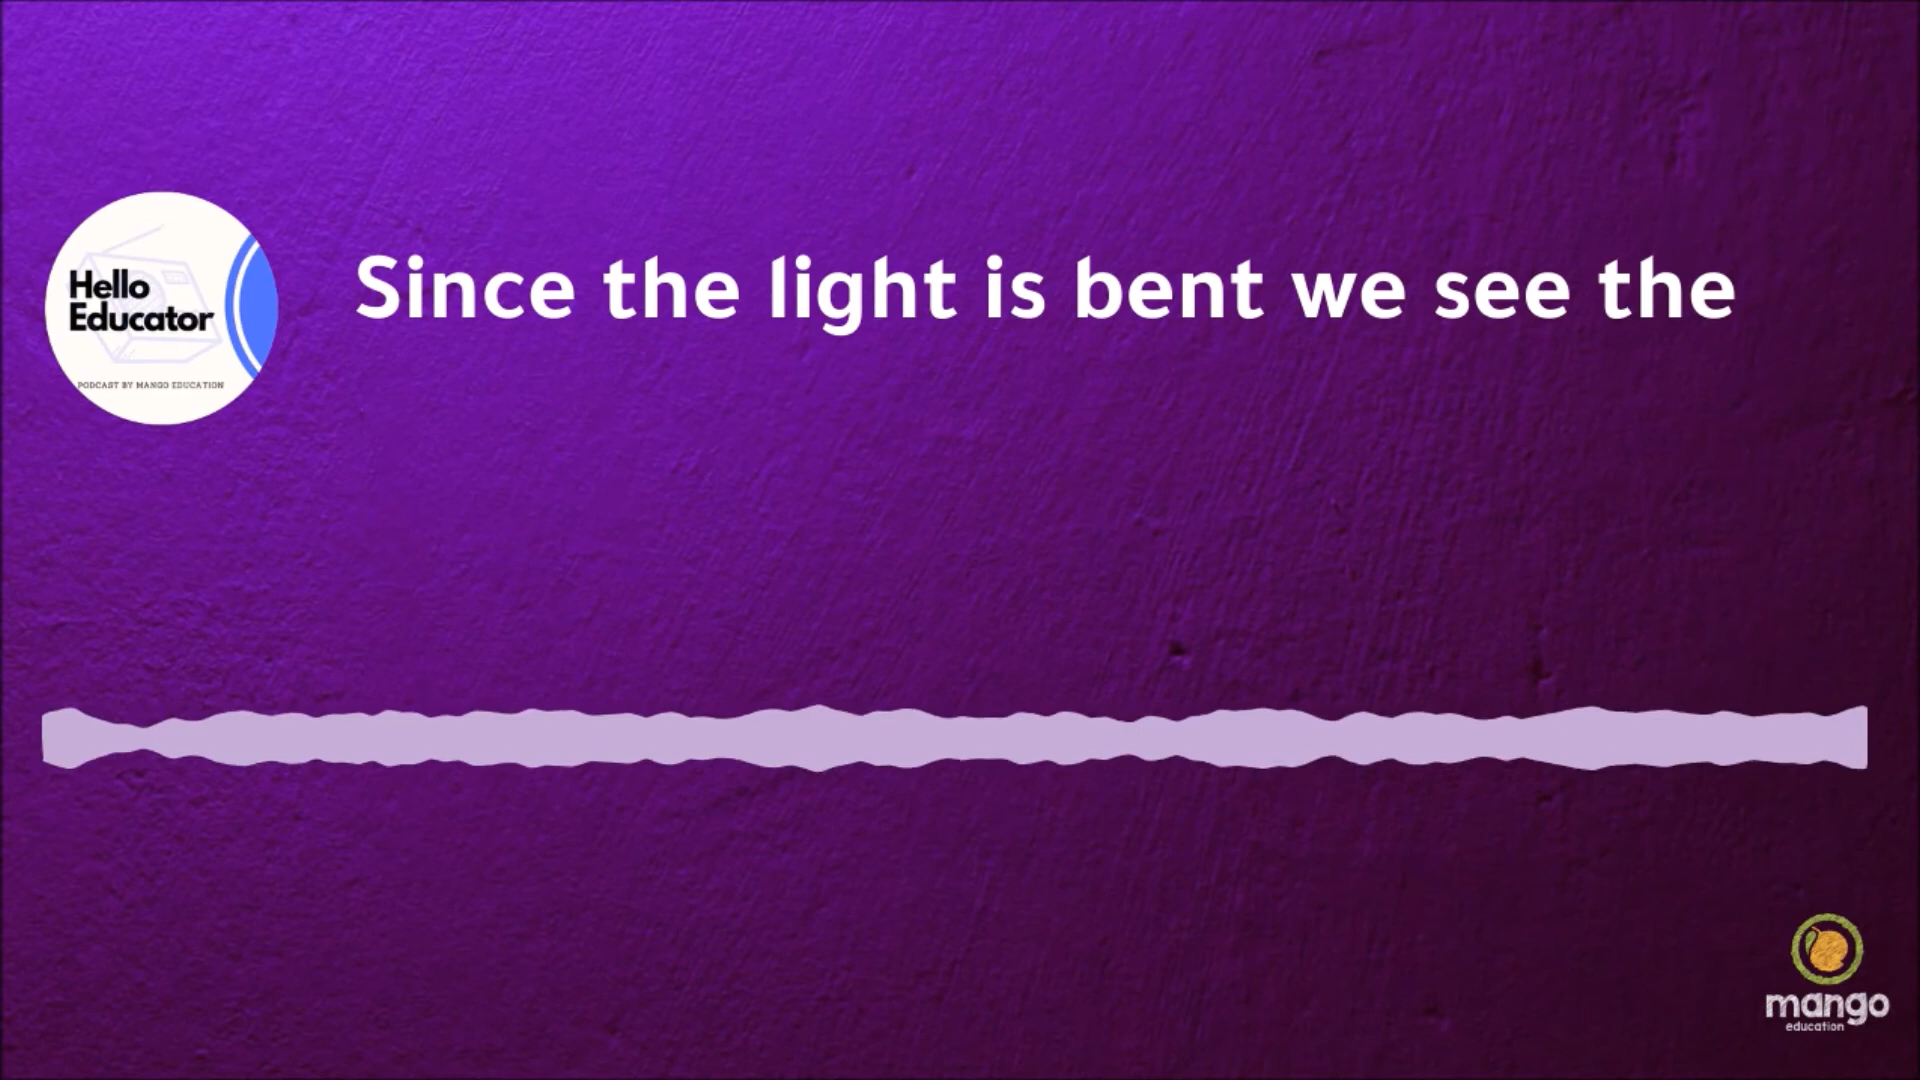 Since the light is bent we see the
Hello
Educator
PODCAST BY MANGO EDUCATION
mango
education